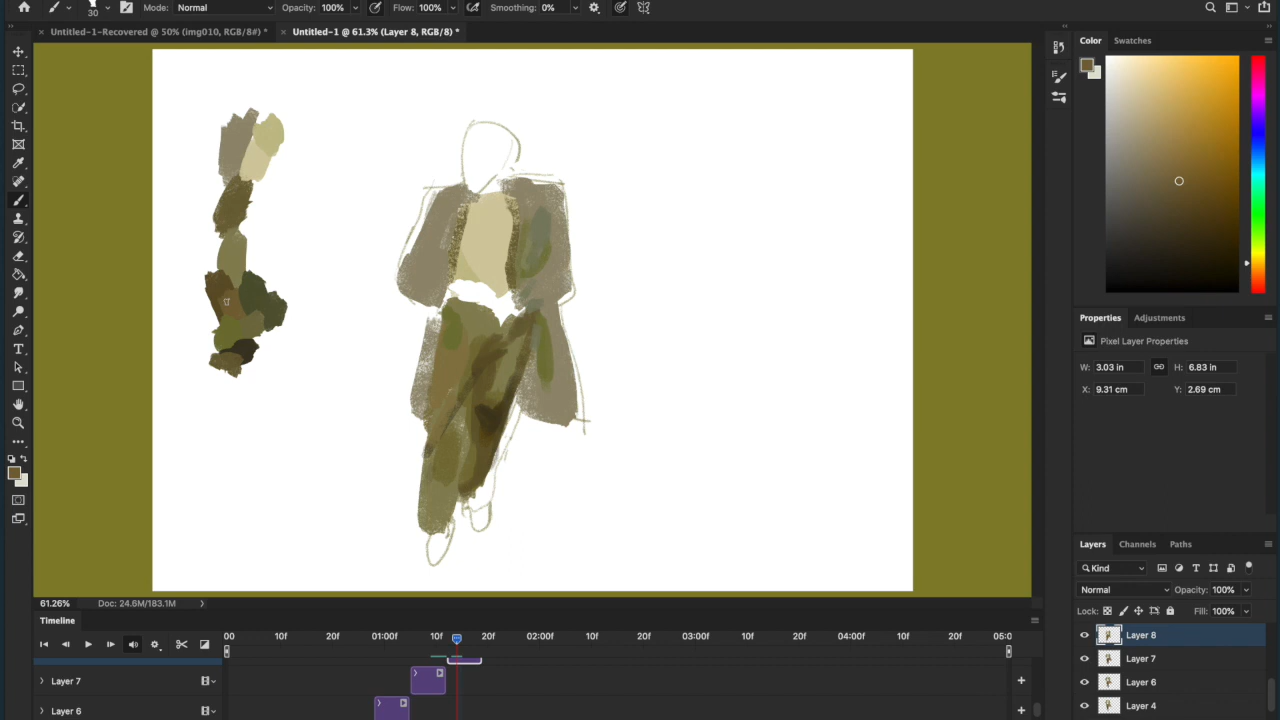 30 Mode: Normal Opacity: 100% Flow: 100% Smoothing: 0%
× Untitled-1-Recovered @ 50% (img010, RGB/8#) * × Untitled-1 @ 61.3% (Layer 8, RGB/8) *
Color Swatches
Properties Adjustments
Pixel Layer Properties
W: 3.03 in H: 6.83 in
X: 9.31 cm Y: 2.69 cm
Layers Channels Paths
Kind
Normal Opacity: 100%
Lock: Fill: 100%
Layer 8
Layer 7
Layer 6
Layer 4
61.26% Doc: 24.6M/183.1M
Timeline
00 10f 20f 01:00f 10f 20f 02:00f 10f 20f 03:00f 10f 20f 04:00f 10f 20f 05:0
Layer 7
Layer 6